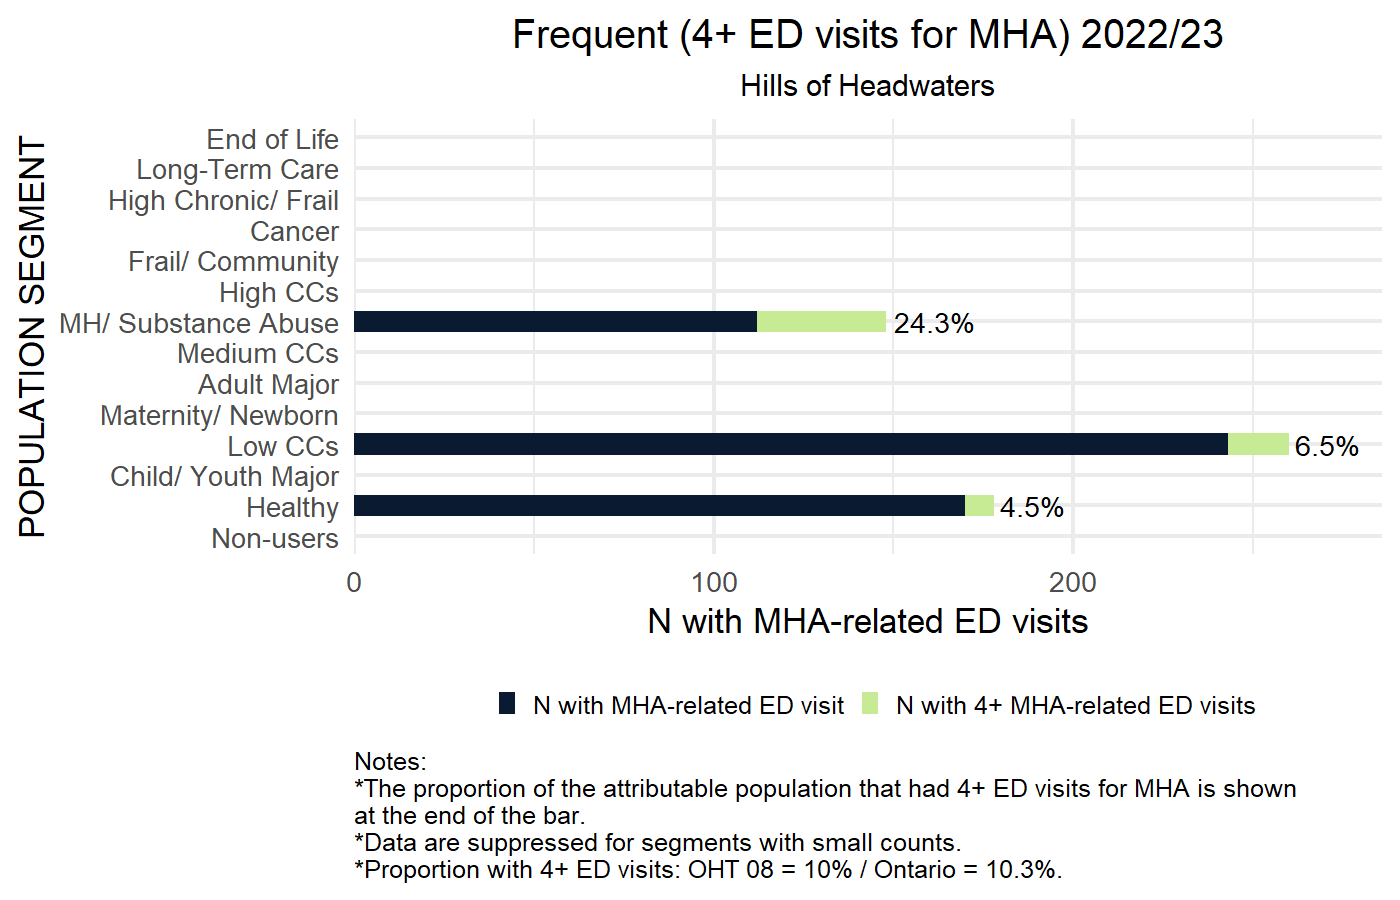 Frequent (4+ ED visits for MHA) 2022/23
Hills of Headwaters
POPULATION SEGMENT
End of Life
Long-Term Care
High Chronic/ Frail
Cancer
Frail/ Community
High CCs
MH/ Substance Abuse
24.3%
Medium CCs
Adult Major
Maternity/ Newborn
Low CCs
6.5%
Child/ Youth Major
Healthy
4.5%
Non-users
0
100
200
N with MHA-related ED visits
N with MHA-related ED visit
N with 4+ MHA-related ED visits
Notes:
*The proportion of the attributable population that had 4+ ED visits for MHA is shown
at the end of the bar.
*Data are suppressed for segments with small counts.
*Proportion with 4+ ED visits: OHT 08 = 10% / Ontario = 10.3%.